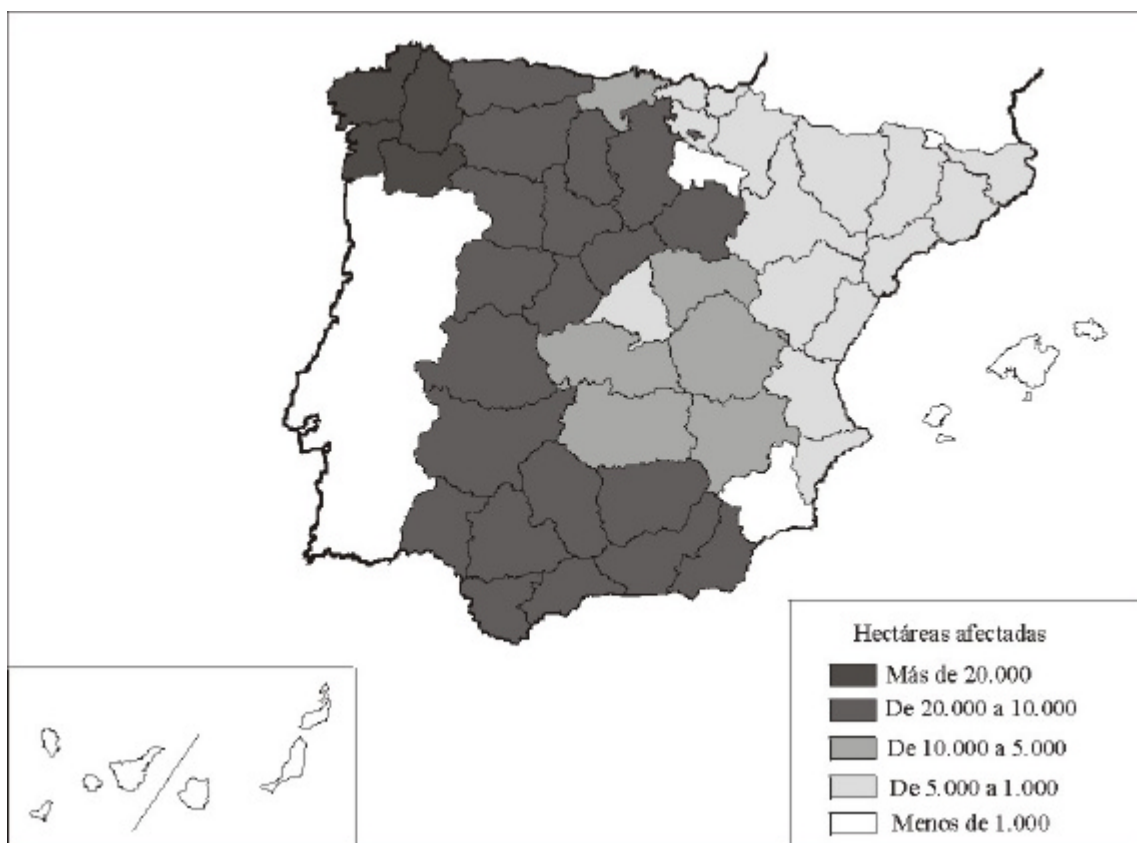 Hectáreas afectadas
Más de 20.000
De 20.000 a 10.000
De 10.000 a 5.000
De 5.000 a 1.000
Menos de 1.000